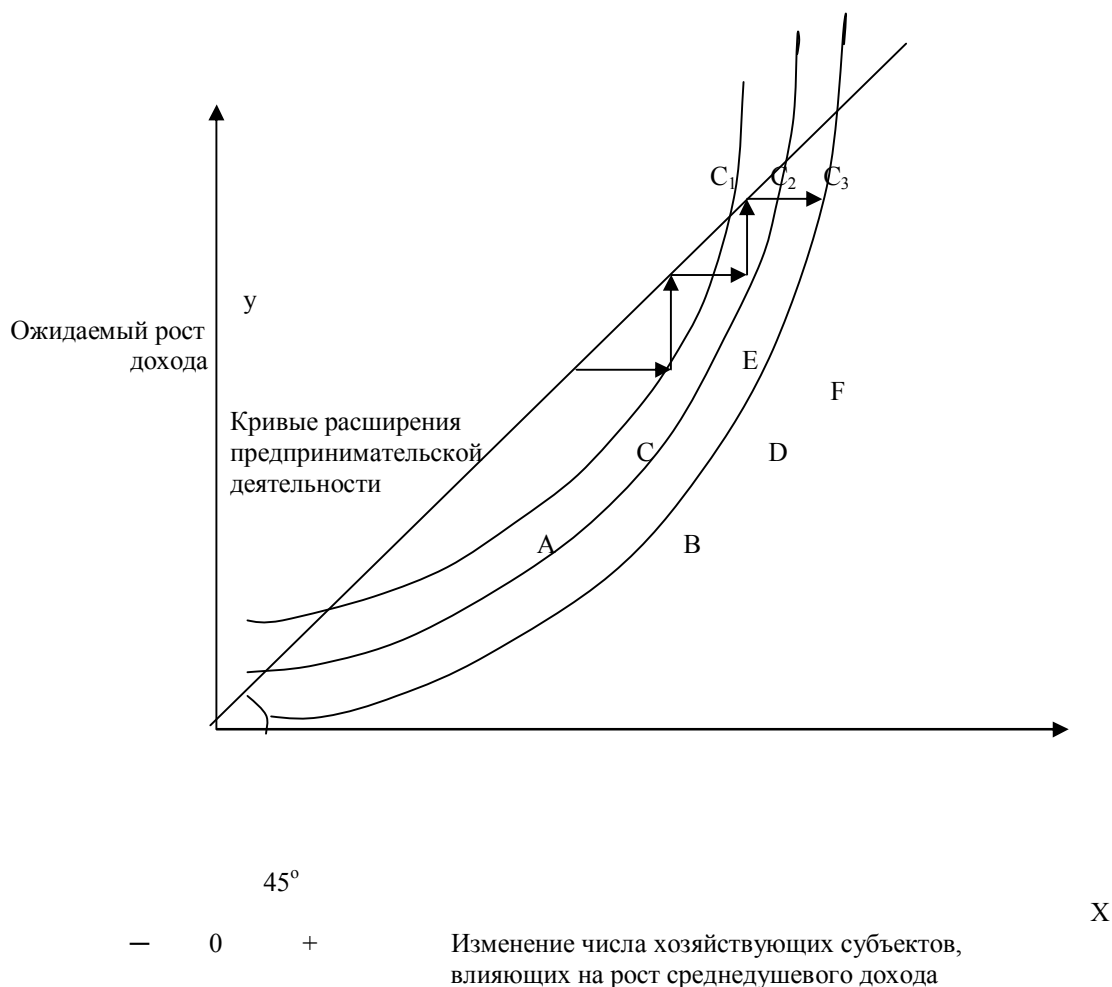 C₁ C₂ C₃
y
Ожидаемый рост
дохода
E
F
Кривые расширения
предпринимательской
деятельности
C
D
A
B
45º
X
— 0 +
Изменение числа хозяйствующих субъектов,
влияющих на рост среднедушевого дохода